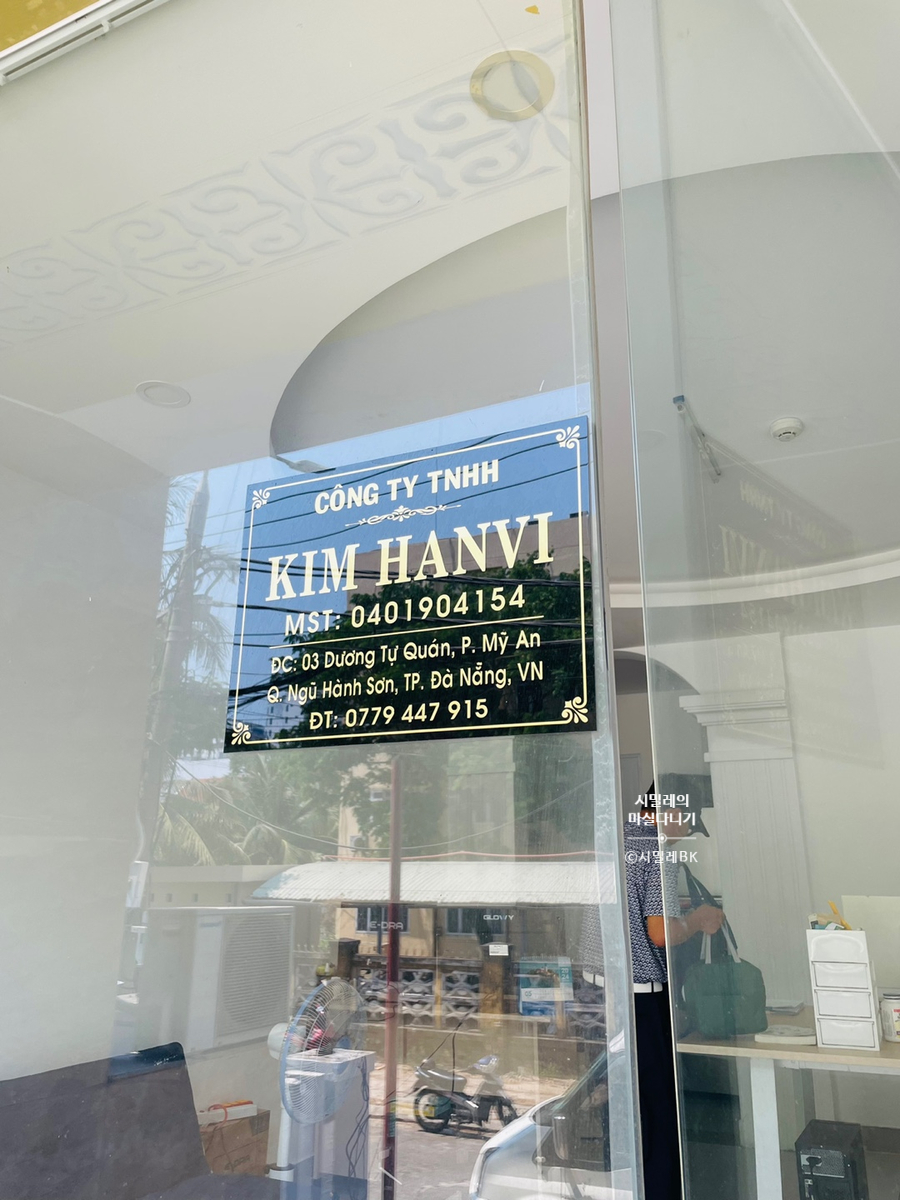 CÔNG TY TNHH
KIM HANVI
MST: 0401904154
ĐC: 03 Dương Tự Quán, P. Mỹ An
Q. Ngũ Hành Sơn, TP. Đà Nẵng, VN
ĐT: 0779 447 915
시밀레의
마실다니기
©시밀레BK
E-DRA
GLOWY